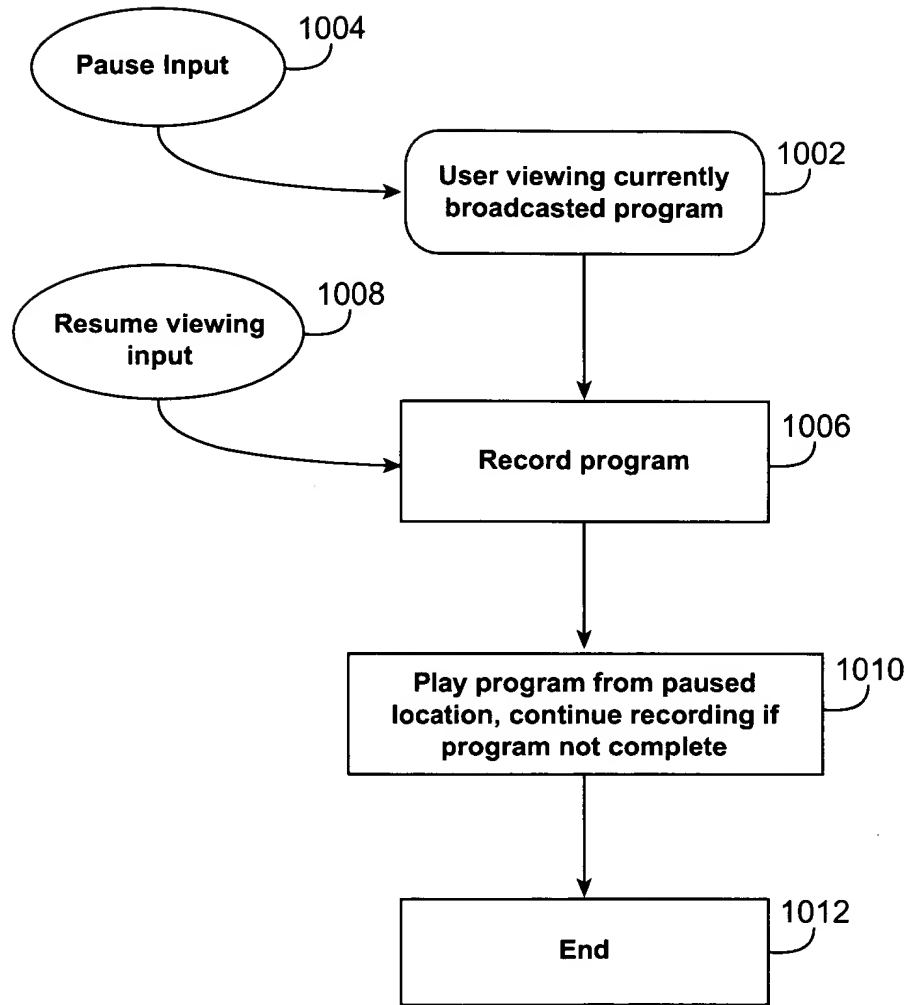 1004
Pause Input
1002
User viewing currently
broadcasted program
1008
Resume viewing
input
1006
Record program
1010
Play program from paused
location, continue recording if
program not complete
1012
End